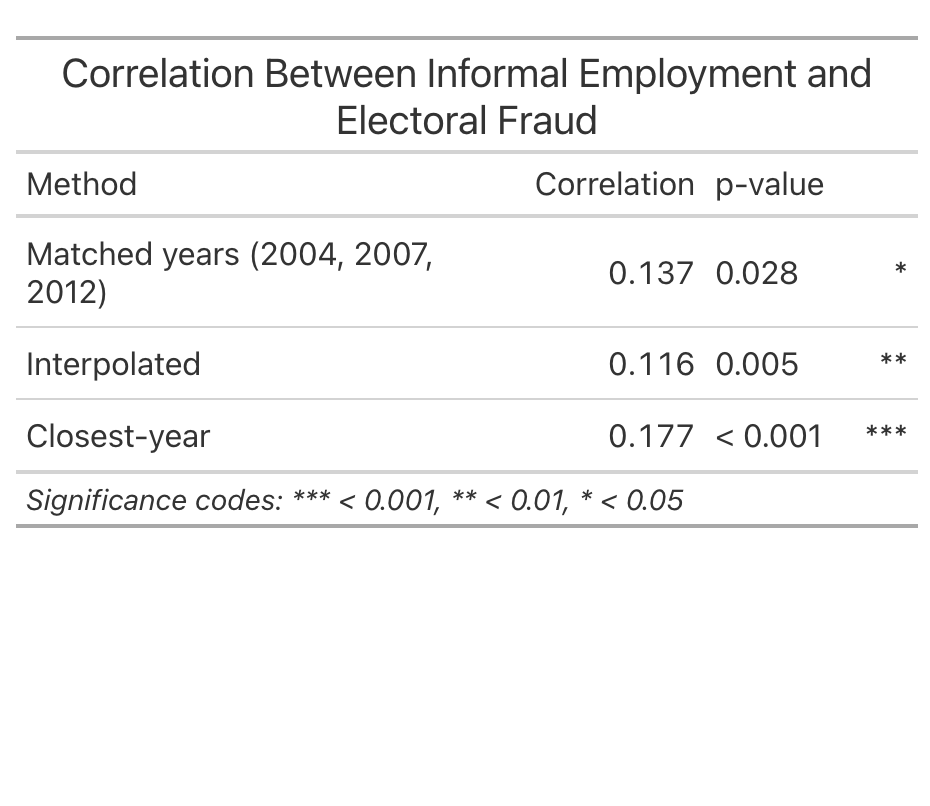 Correlation Between Informal Employment and
Electoral Fraud
Method Correlation p-value
Matched years (2004, 2007,
2012) 0.137 0.028 *
Interpolated 0.116 0.005 **
Closest-year 0.177 < 0.001 ***
Significance codes: *** < 0.001, ** < 0.01, * < 0.05